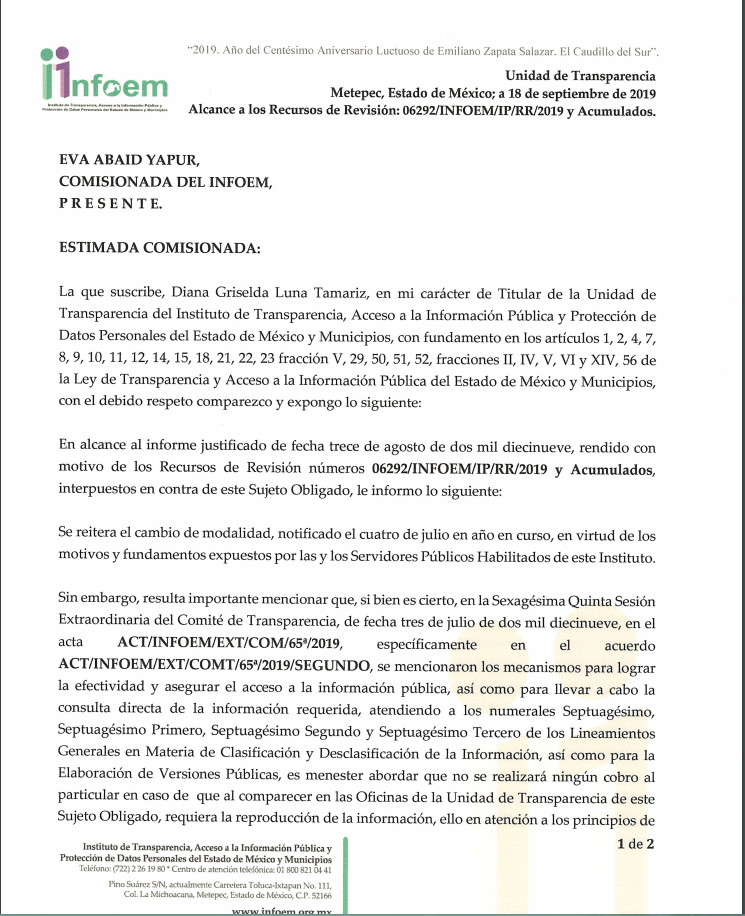 "2019. Año del Centésimo Aniversario Luctuoso de Emiliano Zapata Salazar. El Caudillo del Sur".
infoem
Instituto de Transparencia, Acceso a la Información Pública y
Protección de Datos Personales del Estado de México y Municipios
Unidad de Transparencia
Metepec, Estado de México; a 18 de septiembre de 2019
Alcance a los Recursos de Revisión: 06292/INFOEM/IP/RR/2019 y Acumulados.
EVA ABAID YAPUR,
COMISIONADA DEL INFOEM,
P R E S E N T E.
ESTIMADA COMISIONADA:
La que suscribe, Diana Griselda Luna Tamariz, en mi carácter de Titular de la Unidad de
Transparencia del Instituto de Transparencia, Acceso a la Información Pública y Protección de
Datos Personales del Estado de México y Municipios, con fundamento en los artículos 1, 2, 4, 7,
8, 9, 10, 11, 12, 14, 15, 18, 21, 22, 23 fracción V, 29, 50, 51, 52, fracciones II, IV, V, VI y XIV, 56 de
la Ley de Transparencia y Acceso a la Información Pública del Estado de México y Municipios,
con el debido respeto comparezco y expongo lo siguiente:
En alcance al informe justificado de fecha trece de agosto de dos mil diecinueve, rendido con
motivo de los Recursos de Revisión números 06292/INFOEM/IP/RR/2019 y Acumulados,
interpuestos en contra de este Sujeto Obligado, le informo lo siguiente:
Se reitera el cambio de modalidad, notificado el cuatro de julio en año en curso, en virtud de los
motivos y fundamentos expuestos por las y los Servidores Públicos Habilitados de este Instituto.
Sin embargo, resulta importante mencionar que, si bien es cierto, en la Sexagésima Quinta Sesión
Extraordinaria del Comité de Transparencia, de fecha tres de julio de dos mil diecinueve, en el
acta ACT/INFOEM/EXT/COM/65ª/2019, específicamente en el acuerdo
ACT/INFOEM/EXT/COMT/65ª/2019/SEGUNDO, se mencionaron los mecanismos para lograr
la efectividad y asegurar el acceso a la información pública, así como para llevar a cabo la
consulta directa de la información requerida, atendiendo a los numerales Septuagésimo,
Septuagésimo Primero, Septuagésimo Segundo y Septuagésimo Tercero de los Lineamientos
Generales en Materia de Clasificación y Desclasificación de la Información, así como para la
Elaboración de Versiones Públicas, es menester abordar que no se realizará ningún cobro al
particular en caso de que al comparecer en las Oficinas de la Unidad de Transparencia de este
Sujeto Obligado, requiera la reproducción de la información, ello en atención a los principios de
1 de 2
Instituto de Transparencia, Acceso a la Información Pública y
Protección de Datos Personales del Estado de México y Municipios
Teléfono: (722) 2 26 19 80 * Centro de atención telefónica: 01 800 821 04 41
Pino Suárez S/N, actualmente Carretera Toluca-Ixtapan No. 111,
Col. La Michoacana, Metepec, Estado de México, C.P. 52166
www.infoem.org.mx